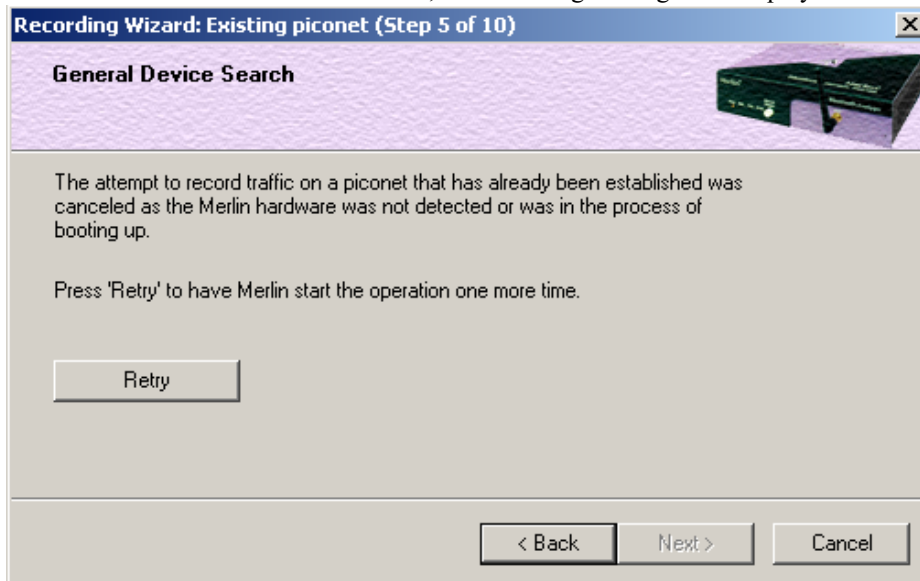 Recording Wizard: Existing piconet (Step 5 of 10)
General Device Search
The attempt to record traffic on a piconet that has already been established was
canceled as the Merlin hardware was not detected or was in the process of
booting up.
Press 'Retry' to have Merlin start the operation one more time.
Retry
< Back Next > Cancel